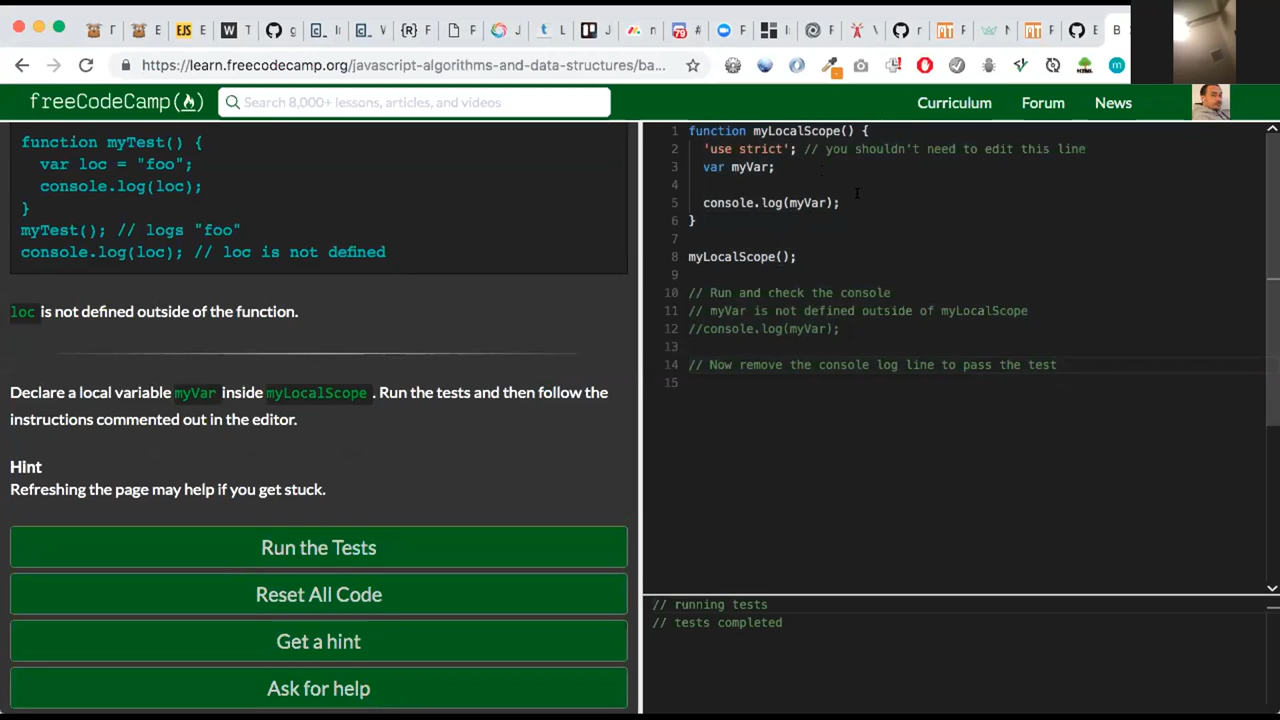 EJS
W
{R}
79
https://learn.freecodecamp.org/javascript-algorithms-and-data-structures/ba...
freeCodeCamp
Search 8,000+ lessons, articles, and videos
Curriculum
Forum
News
function myTest() {
var loc = "foo";
console.log(loc);
}
myTest(); // logs "foo"
console.log(loc); // loc is not defined
loc is not defined outside of the function.
Declare a local variable myVar inside myLocalScope. Run the tests and then follow the
instructions commented out in the editor.
Hint
Refreshing the page may help if you get stuck.
Run the Tests
Reset All Code
Get a hint
Ask for help
1 function myLocalScope() {
2 'use strict'; // you shouldn't need to edit this line
3 var myVar;
4
5 console.log(myVar);
6 }
7
8 myLocalScope();
9
10 // Run and check the console
11 // myVar is not defined outside of myLocalScope
12 //console.log(myVar);
13
14 // Now remove the console log line to pass the test
15
// running tests
// tests completed